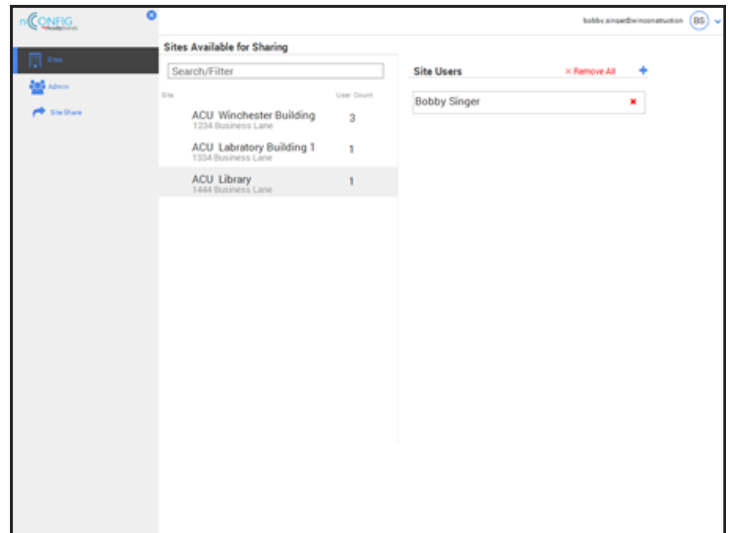 nCONFIG
bobby.singer@winconstruction
BS
Sites
Admin
Site Share
Sites Available for Sharing
Search/Filter
Site
User Count
ACU Winchester Building
3
1234 Business Lane
ACU Labratory Building 1
1
1334 Business Lane
ACU Library
1
1444 Business Lane
Site Users
× Remove All
Bobby Singer